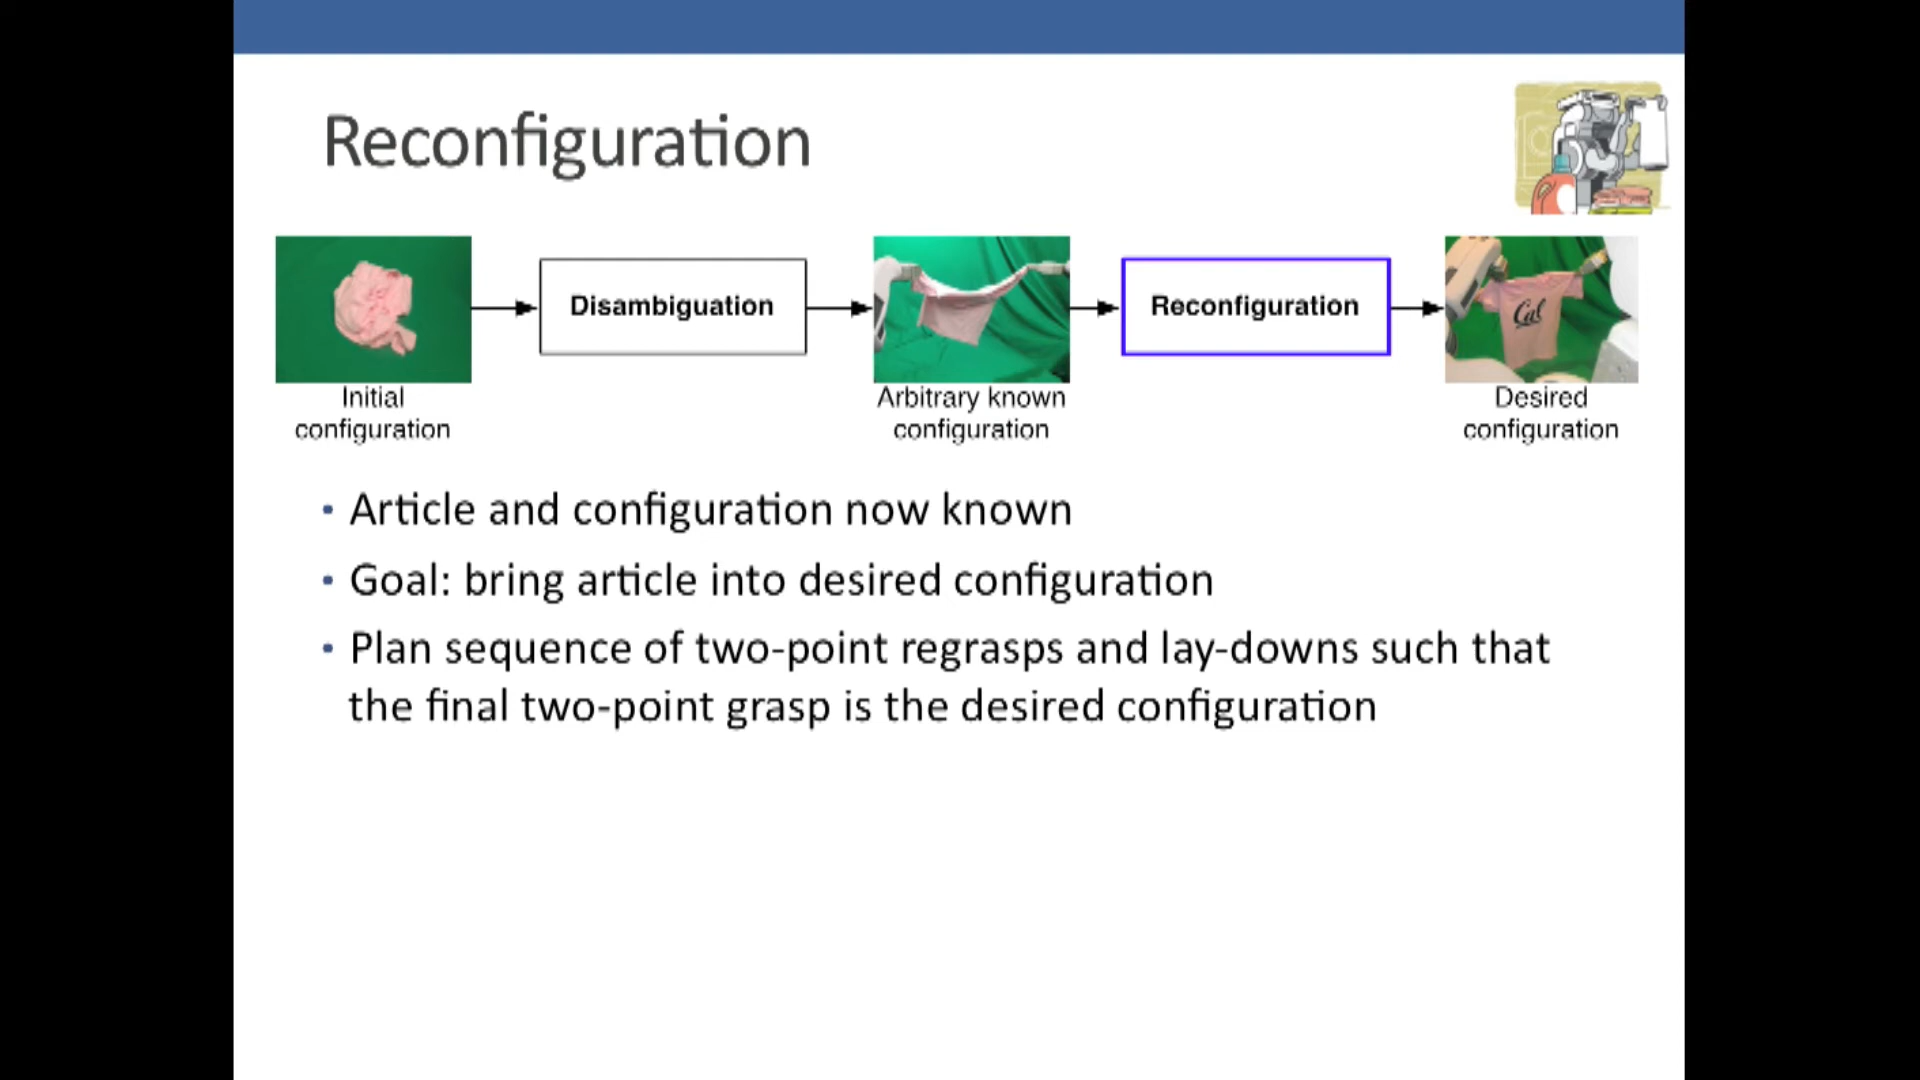 Reconfiguration
Disambiguation
Reconfiguration
Cal
Initial
configuration
Arbitrary known
configuration
Desired
configuration
• Article and configuration now known
• Goal: bring article into desired configuration
• Plan sequence of two-point regrasps and lay-downs such that
the final two-point grasp is the desired configuration